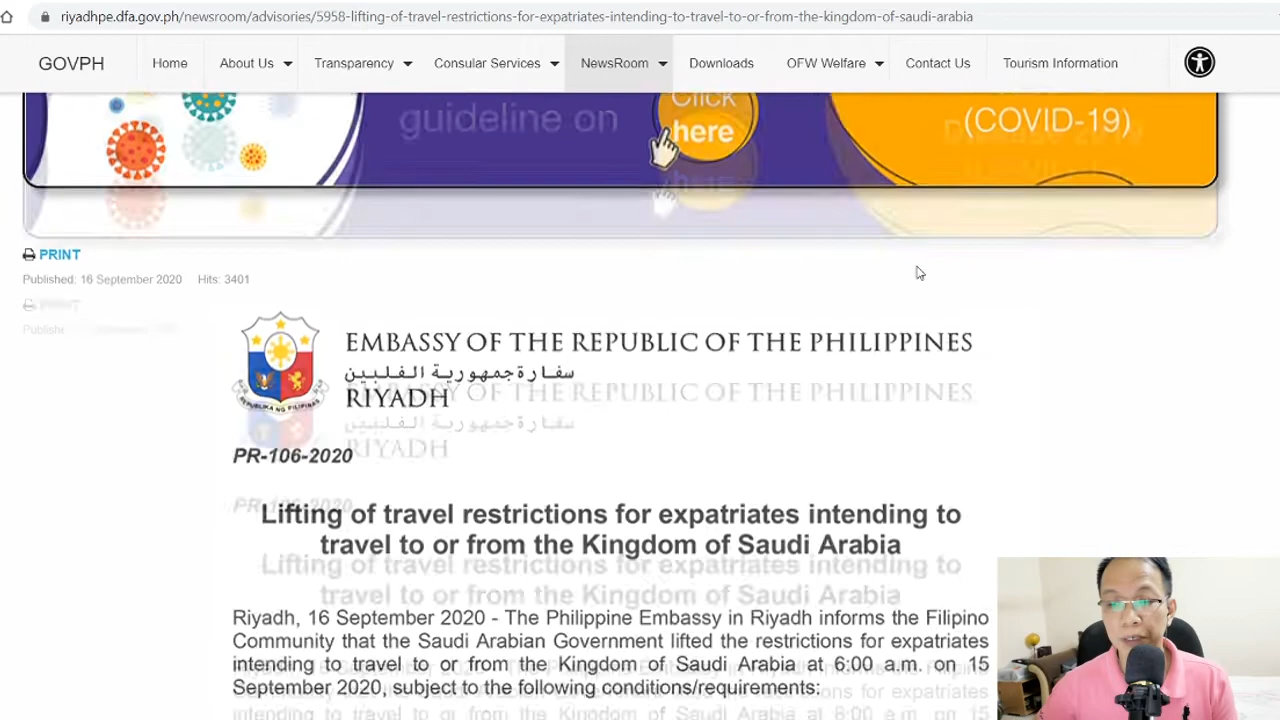 riyadhpe.dfa.gov.ph/newsroom/advisories/5958-lifting-of-travel-restrictions-for-expatriates-intending-to-travel-to-or-from-the-kingdom-of-saudi-arabia
GOVPH Home About Us Transparency Consular Services NewsRoom Downloads OFW Welfare Contact Us Tourism Information
guideline on
Click
here
(COVID-19)
PRINT
Published: 16 September 2020 Hits: 3401
EMBASSY OF THE REPUBLIC OF THE PHILIPPINES
سفارة جمهورية الفلبين
RIYADH
REPUBLIKA NG PILIPINAS
PR-106-2020
Lifting of travel restrictions for expatriates intending to
travel to or from the Kingdom of Saudi Arabia
Riyadh, 16 September 2020 - The Philippine Embassy in Riyadh informs the Filipino
Community that the Saudi Arabian Government lifted the restrictions for expatriates
intending to travel to or from the Kingdom of Saudi Arabia at 6:00 a.m. on 15
September 2020, subject to the following conditions/requirements: